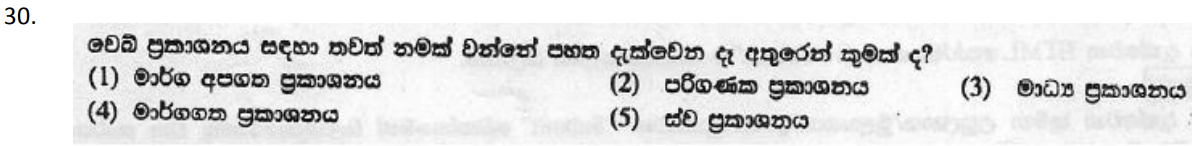 30.
වෙබ් ප්‍රකාශනය සඳහා තවත් නමක් වන්නේ පහත දැක්වෙන දෑ අතුරෙන් කුමක් ද?
(1) මාර්ග අපගත ප්‍රකාශනය (2) පරිගණක ප්‍රකාශනය (3) මාධ්‍ය ප්‍රකාශනය
(4) මාර්ගගත ප්‍රකාශනය (5) ස්ව ප්‍රකාශනය